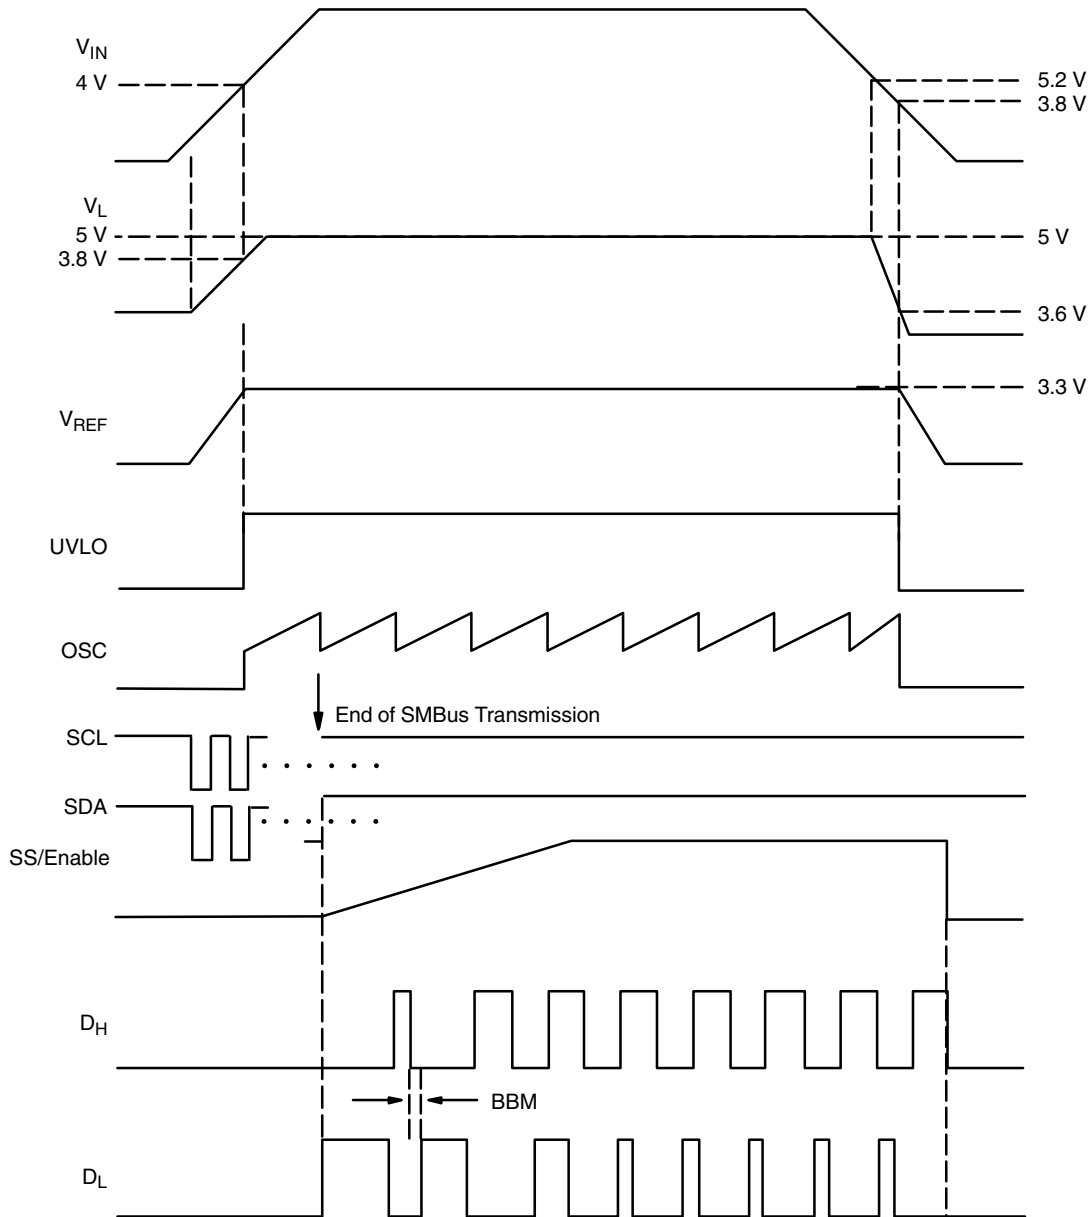 V_IN
4 V
5.2 V
3.8 V
V_L
5 V
5 V
3.8 V
3.6 V
3.3 V
V_REF
UVLO
OSC
End of SMBus Transmission
SCL
SDA
SS/Enable
D_H
BBM
D_L